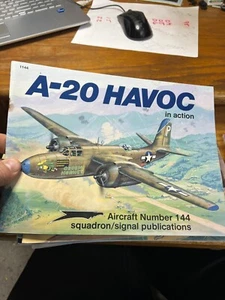 A-20 HAVOC
in action
Aircraft Number 144
squadron/signal publications